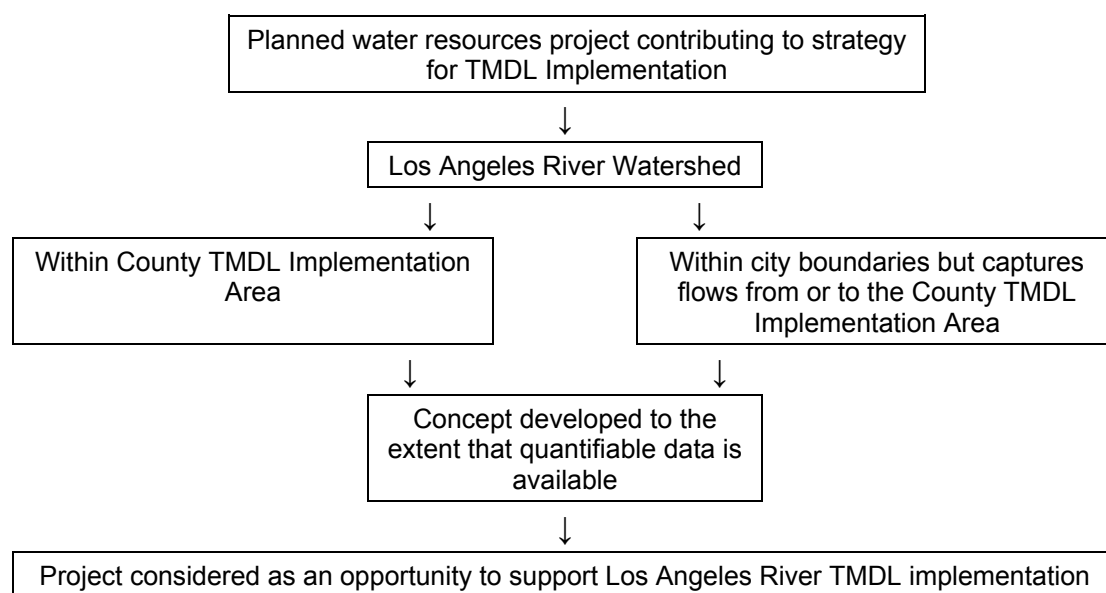 Planned water resources project contributing to strategy
for TMDL Implementation
↓
Los Angeles River Watershed
↓ ↓
Within County TMDL Implementation
Area
Within city boundaries but captures
flows from or to the County TMDL
Implementation Area
↓ ↓
Concept developed to the
extent that quantifiable data is
available
↓
Project considered as an opportunity to support Los Angeles River TMDL implementation